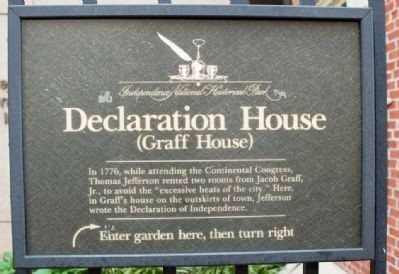 Independence National Historical Park
Declaration House
(Graff House)
In 1776, while attending the Continental Congress,
Thomas Jefferson rented two rooms from Jacob Graff,
Jr., to avoid the "excessive heats of the city." Here,
in Graff's house on the outskirts of town, Jefferson
wrote the Declaration of Independence.
Enter garden here, then turn right